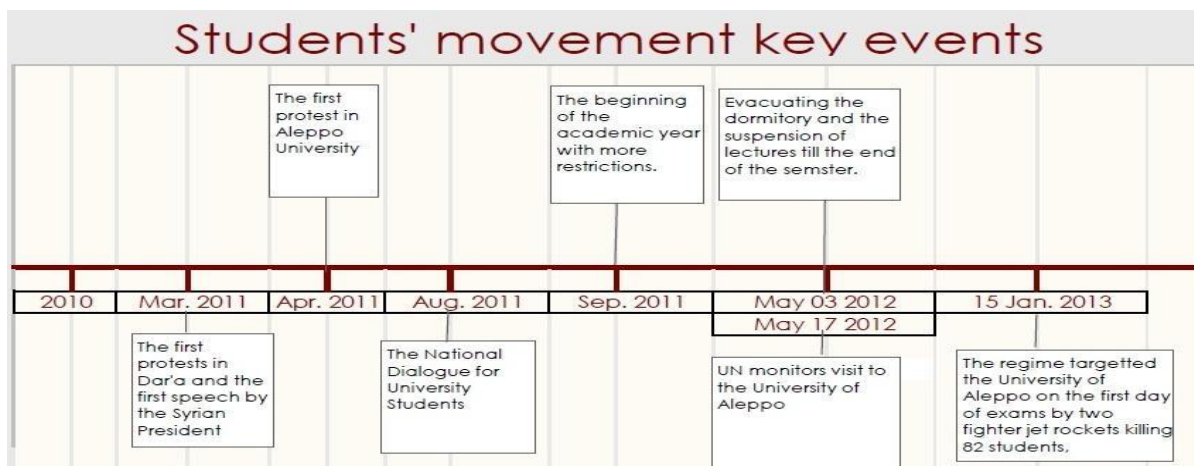 Students' movement key events
The first
protest in
Aleppo
University
The beginning
of the
academic year
with more
restrictions.
Evacuating the
dormitory and the
suspension of
lectures till the end
of the semster.
2010
Mar. 2011
Apr. 2011
Aug. 2011
Sep. 2011
May 03 2012
15 Jan. 2013
May 17 2012
The first
protests in
Dar'a and the
first speech by
the Syrian
President
The National
Dialogue for
University
Students
UN monitors visit to
the University of
Aleppo
The regime targetted
the University of
Aleppo on the first day
of exams by two
fighter jet rockets killing
82 students,